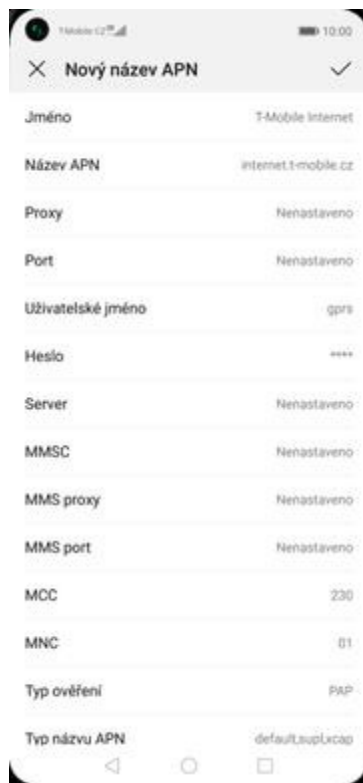 T-Mobile CZ 10:00
Nový název APN
Jméno T-Mobile Internet
Název APN internet.t-mobile.cz
Proxy Nenastaveno
Port Nenastaveno
Uživatelské jméno gprs
Heslo ****
Server Nenastaveno
MMSC Nenastaveno
MMS proxy Nenastaveno
MMS port Nenastaveno
MCC 230
MNC 01
Typ ověření PAP
Typ názvu APN default,supl,xcap